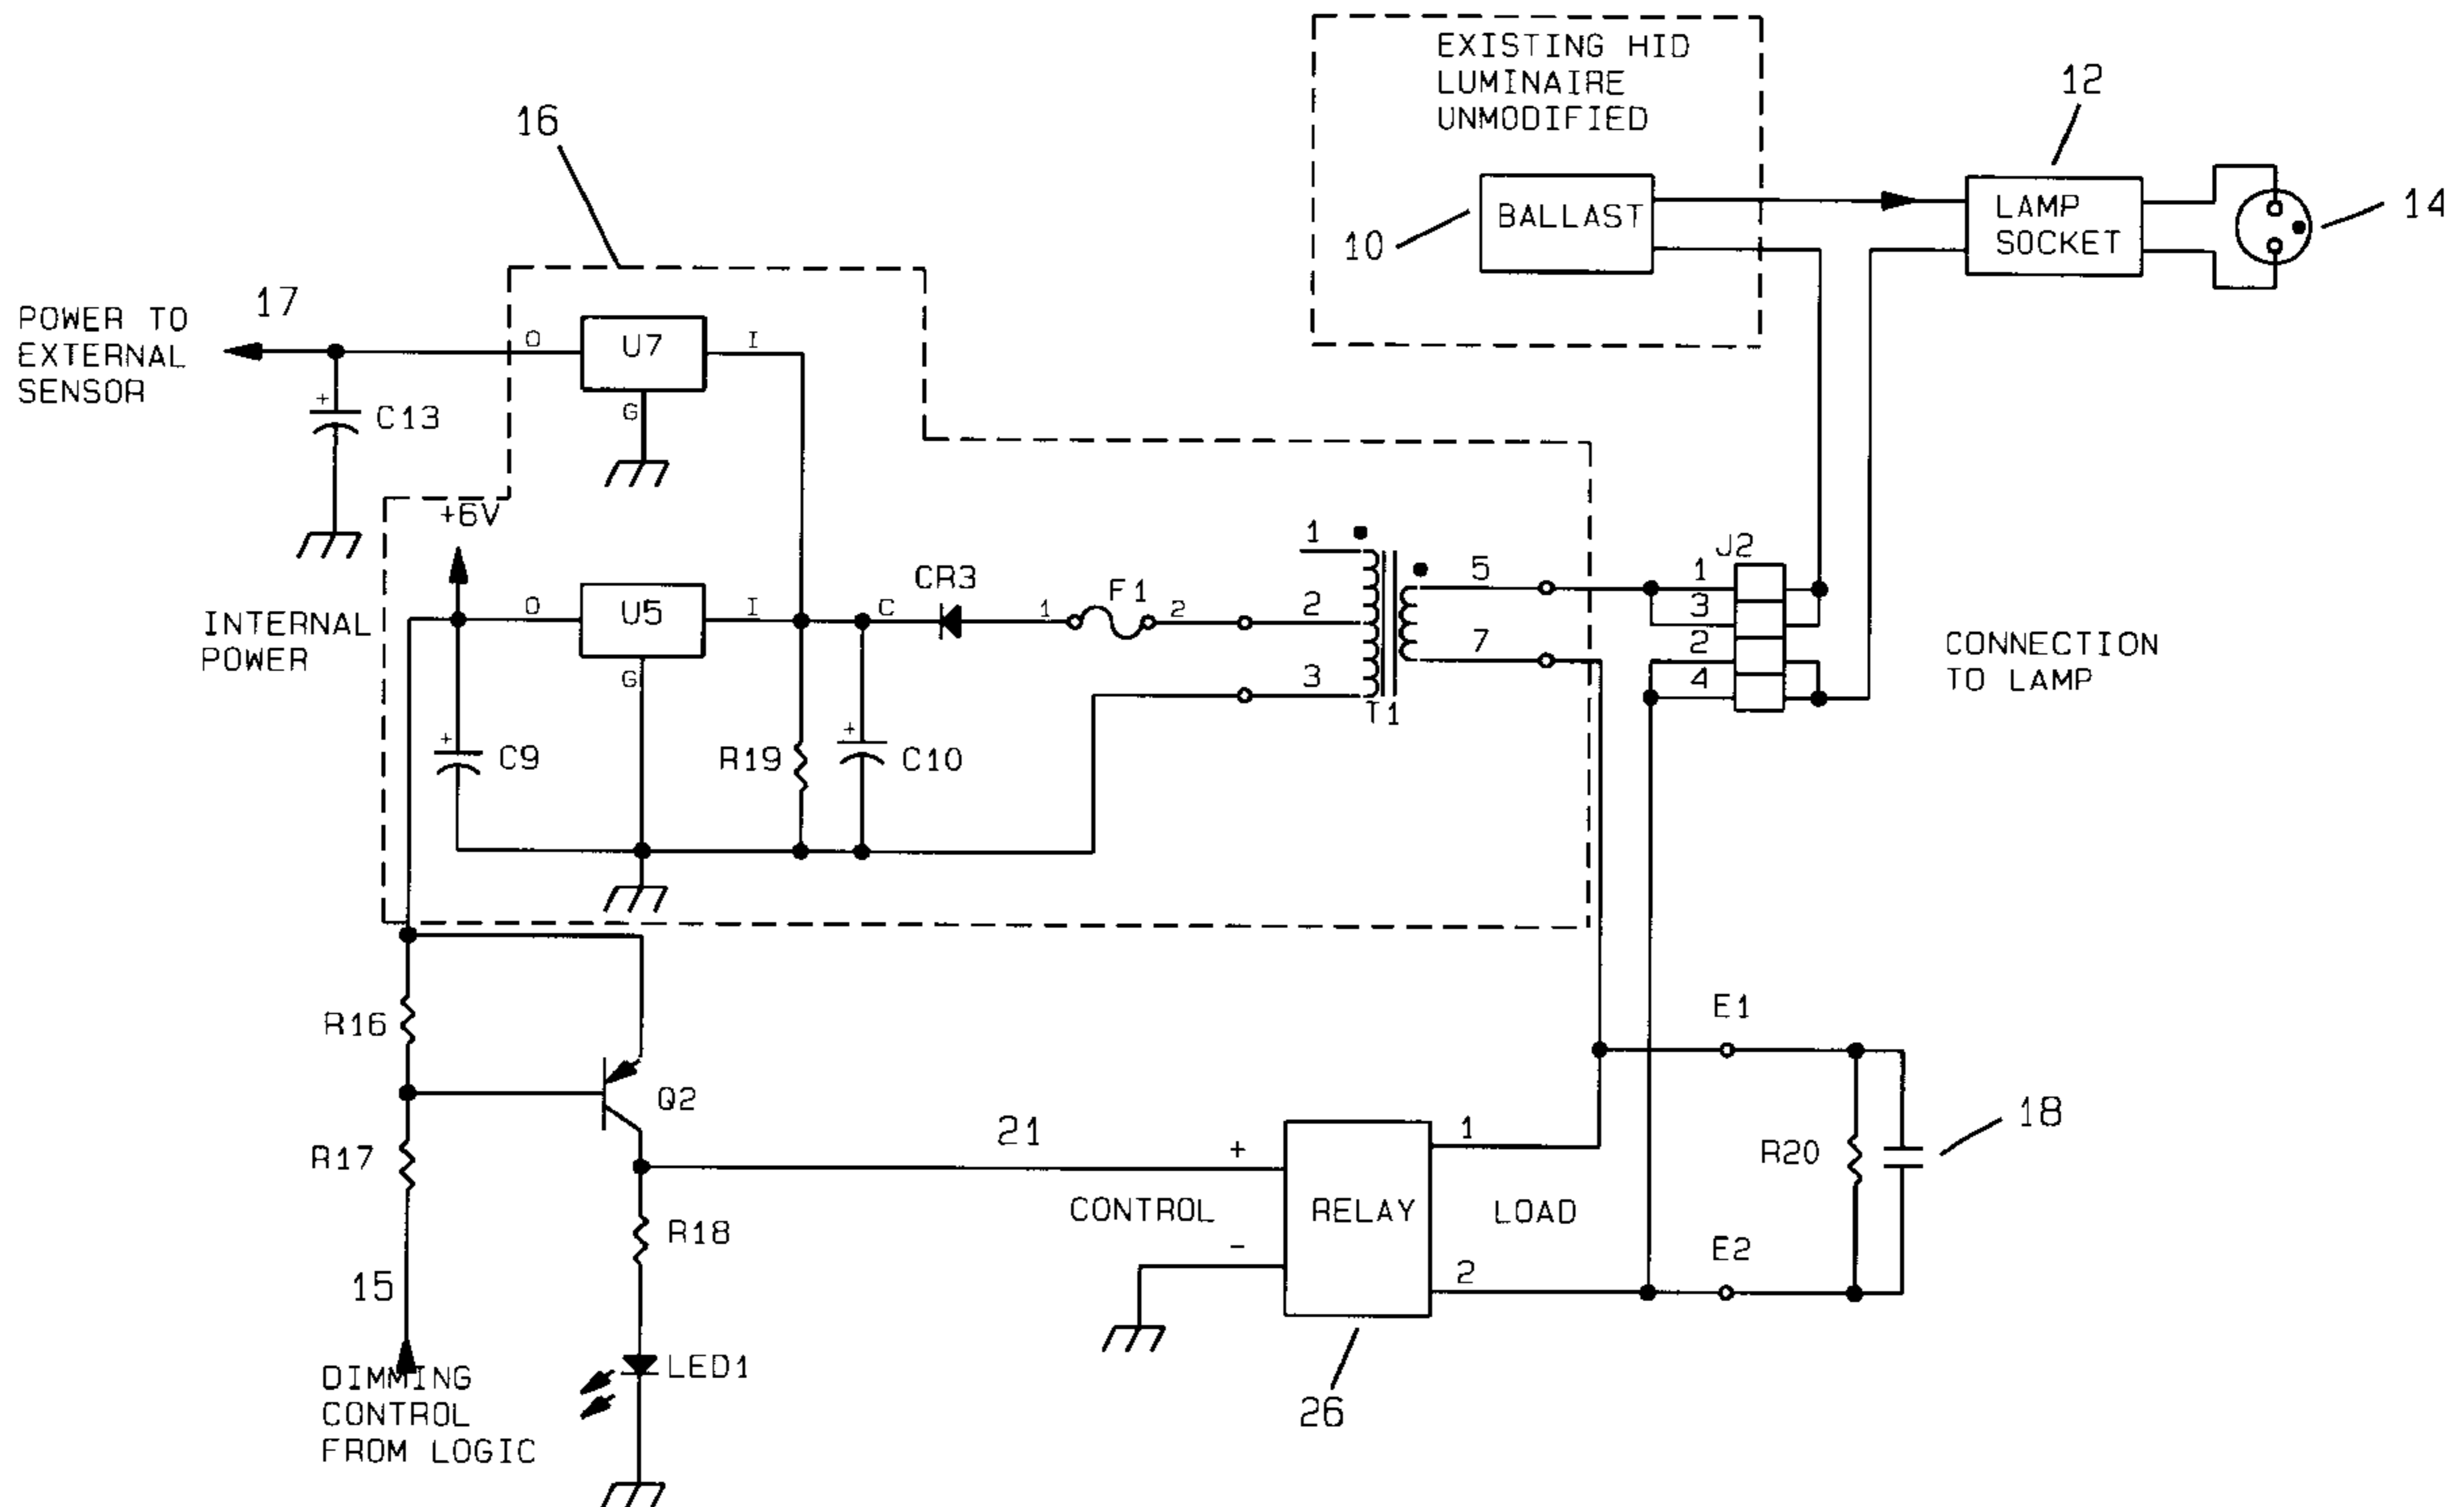 EXISTING HID
LUMINAIRE
UNMODIFIED
12
16
BALLAST
10
LAMP
SOCKET
14
17
POWER TO
EXTERNAL
SENSOR
O
U7
I
G
C13
+
+6V
INTERNAL
POWER
O
U5
I
G
C
CR3
1
F1
2
1
2
3
T1
5
7
J2
1
3
2
4
CONNECTION
TO LAMP
+
C9
R19
+
C10
R16
Q2
R17
21
+
CONTROL
-
RELAY
1
LOAD
2
E1
R20
18
E2
R18
15
LED1
26
DIMMING
CONTROL
FROM LOGIC